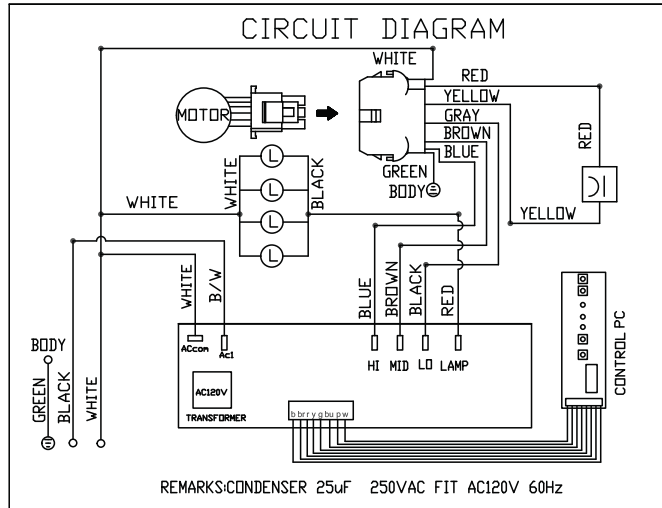 CIRCUIT DIAGRAM
WHITE
RED
YELLOW
GRAY
BROWN
BLUE
MOTOR
GREEN
BODY
RED
YELLOW
WHITE
WHITE
BLACK
L
L
L
L
WHITE
B/W
BLUE
BROWN
BLACK
RED
ACcom
Ac1
HI MID LO LAMP
AC120V
TRANSFORMER
b b r r y g b u p w
CONTROL PC
BODY
GREEN
BLACK
WHITE
REMARKS:CONDENSER 25uF 250VAC FIT AC120V 60Hz